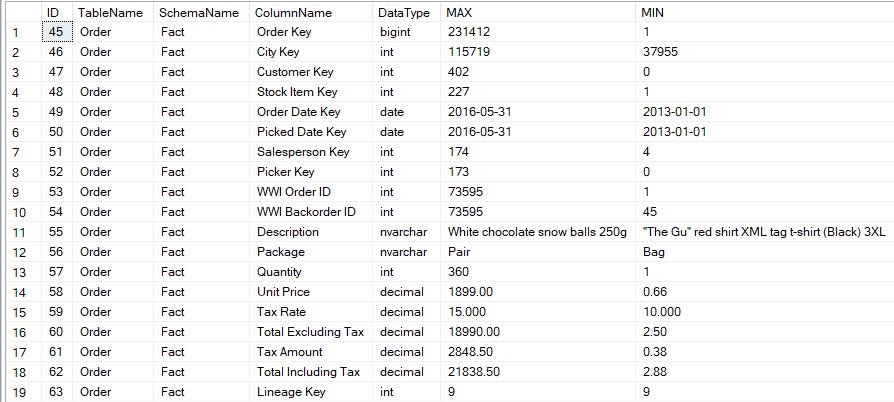 ID TableName SchemaName ColumnName DataType MAX MIN
1 45 Order Fact Order Key bigint 231412 1
2 46 Order Fact City Key int 115719 37955
3 47 Order Fact Customer Key int 402 0
4 48 Order Fact Stock Item Key int 227 1
5 49 Order Fact Order Date Key date 2016-05-31 2013-01-01
6 50 Order Fact Picked Date Key date 2016-05-31 2013-01-01
7 51 Order Fact Salesperson Key int 174 4
8 52 Order Fact Picker Key int 173 0
9 53 Order Fact WWI Order ID int 73595 1
10 54 Order Fact WWI Backorder ID int 73595 45
11 55 Order Fact Description nvarchar White chocolate snow balls 250g "The Gu" red shirt XML tag t-shirt (Black) 3XL
12 56 Order Fact Package nvarchar Pair Bag
13 57 Order Fact Quantity int 360 1
14 58 Order Fact Unit Price decimal 1899.00 0.66
15 59 Order Fact Tax Rate decimal 15.000 10.000
16 60 Order Fact Total Excluding Tax decimal 18990.00 2.50
17 61 Order Fact Tax Amount decimal 2848.50 0.38
18 62 Order Fact Total Including Tax decimal 21838.50 2.88
19 63 Order Fact Lineage Key int 9 9